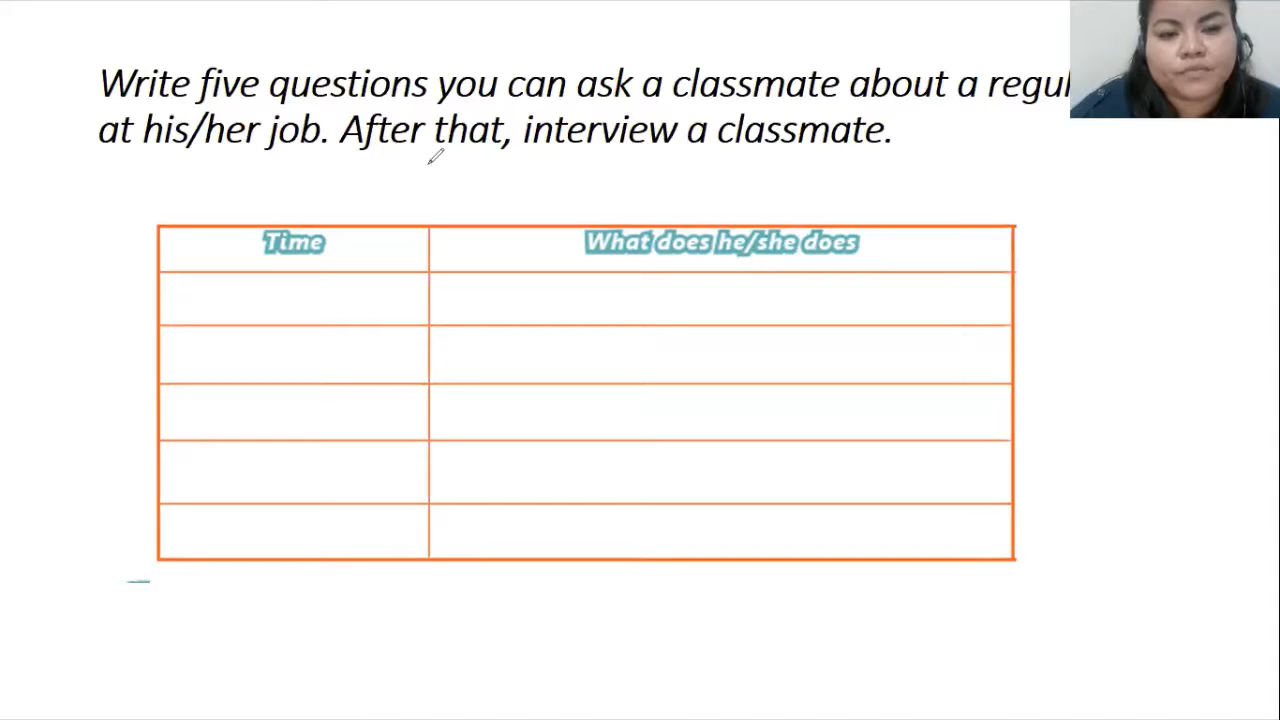 Write five questions you can ask a classmate about a
at his/her job. After that, interview a classmate.
Time
What does he/she does